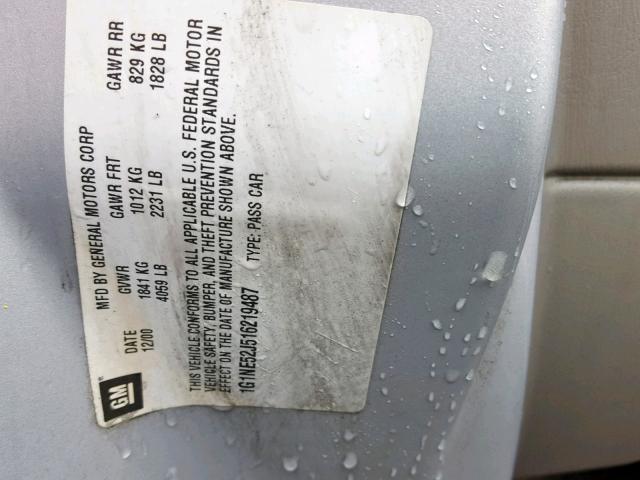 GM
MFD BY GENERAL MOTORS CORP
DATE GVWR GAWR FRT GAWR RR
12/00 1841 KG 1012 KG 829 KG
4059 LB 2231 LB 1828 LB
THIS VEHICLE CONFORMS TO ALL APPLICABLE U.S. FEDERAL MOTOR
VEHICLE SAFETY, BUMPER, AND THEFT PREVENTION STANDARDS IN
EFFECT ON THE DATE OF MANUFACTURE SHOWN ABOVE.
1G1NE52J516219487 TYPE: PASS CAR